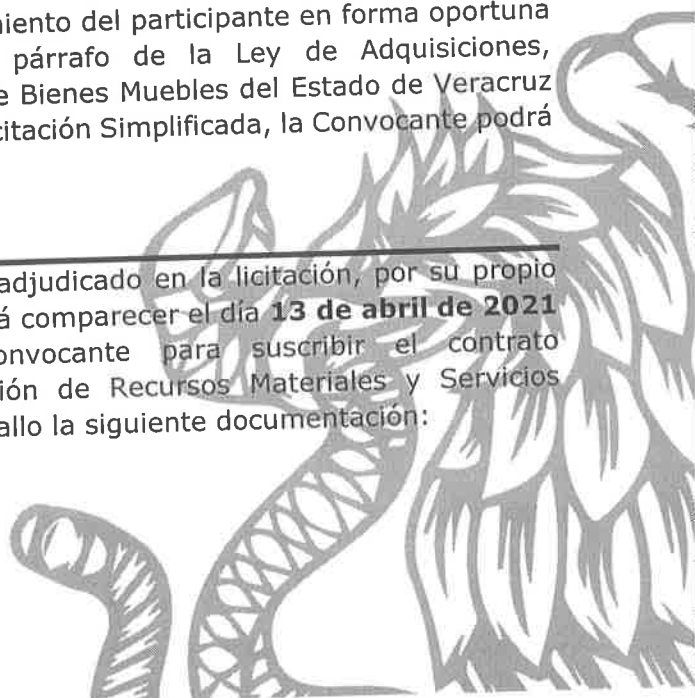 miento del participante en forma oportuna
párrafo de la Ley de Adquisiciones,
e Bienes Muebles del Estado de Veracruz
citación Simplificada, la Convocante podrá
adjudicado en la licitación, por su propio
á comparecer el día 13 de abril de 2021
onvocante para suscribir el contrato
ión de Recursos Materiales y Servicios
allo la siguiente documentación: